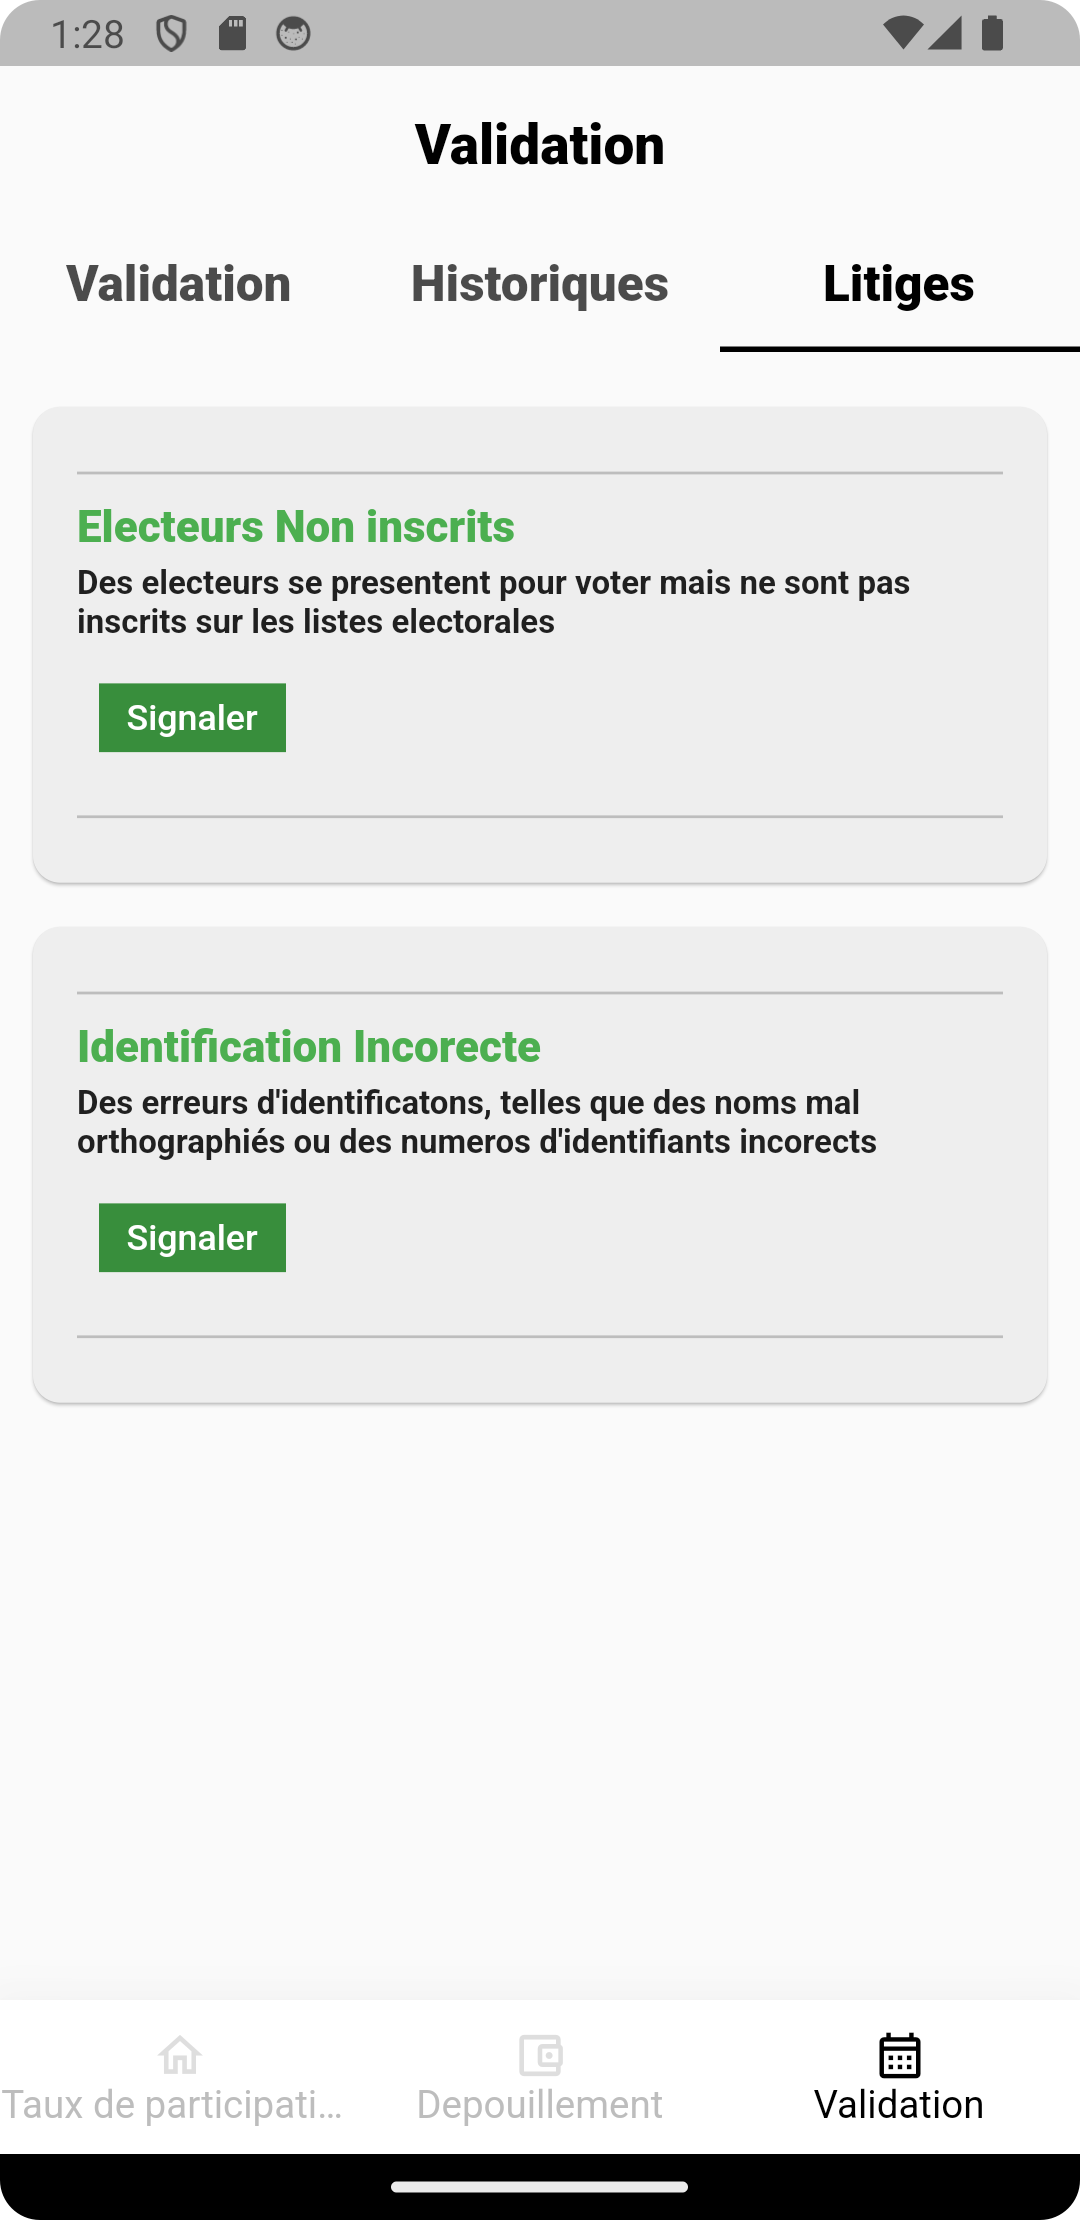 1:28
Validation
Validation Historiques Litiges
Electeurs Non inscrits
Des electeurs se presentent pour voter mais ne sont pas
inscrits sur les listes electorales
Signaler
Identification Incorecte
Des erreurs d'identificatons, telles que des noms mal
orthographiés ou des numeros d'identifiants incorects
Signaler
Taux de participati... Depouillement Validation